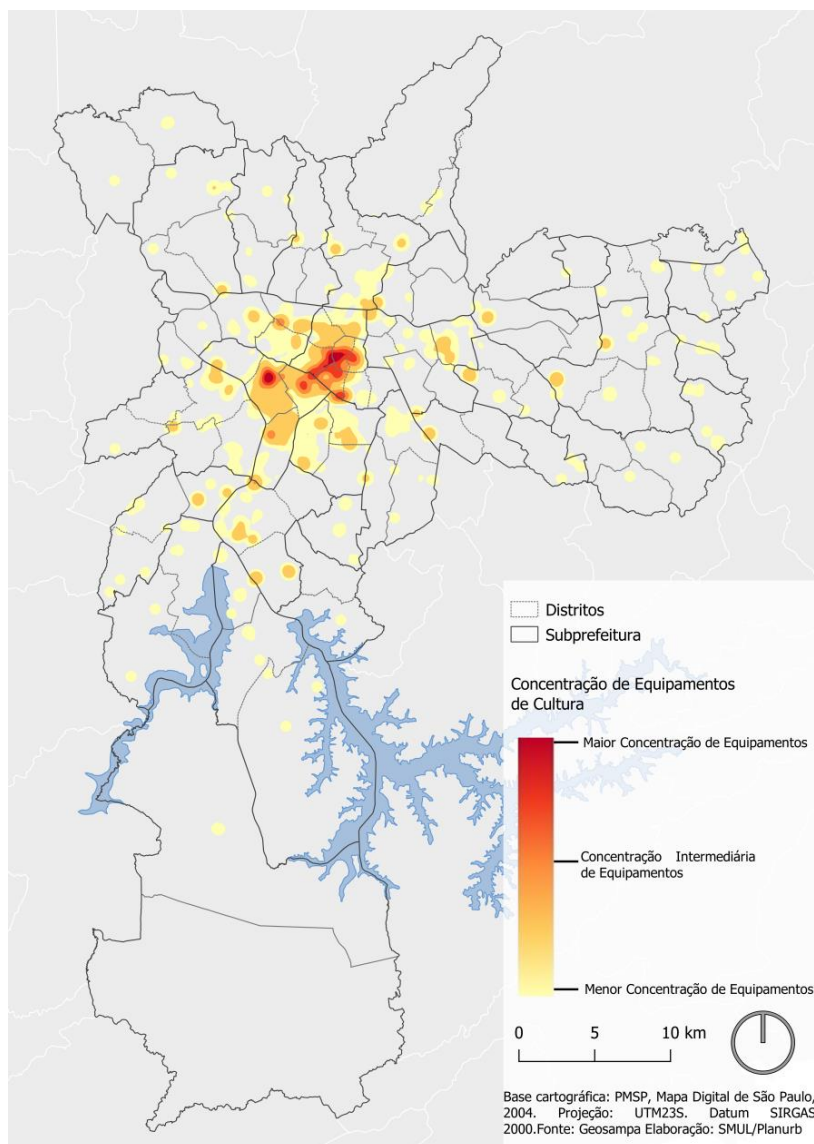 Distritos
Subprefeitura
Concentração de Equipamentos
de Cultura
Maior Concentração de Equipamentos
Concentração Intermediária
de Equipamentos
Menor Concentração de Equipamentos
0 5 10 km
Base cartográfica: PMSP, Mapa Digital de São Paulo,
2004. Projeção: UTM23S. Datum SIRGAS
2000.Fonte: Geosampa Elaboração: SMUL/Planurb